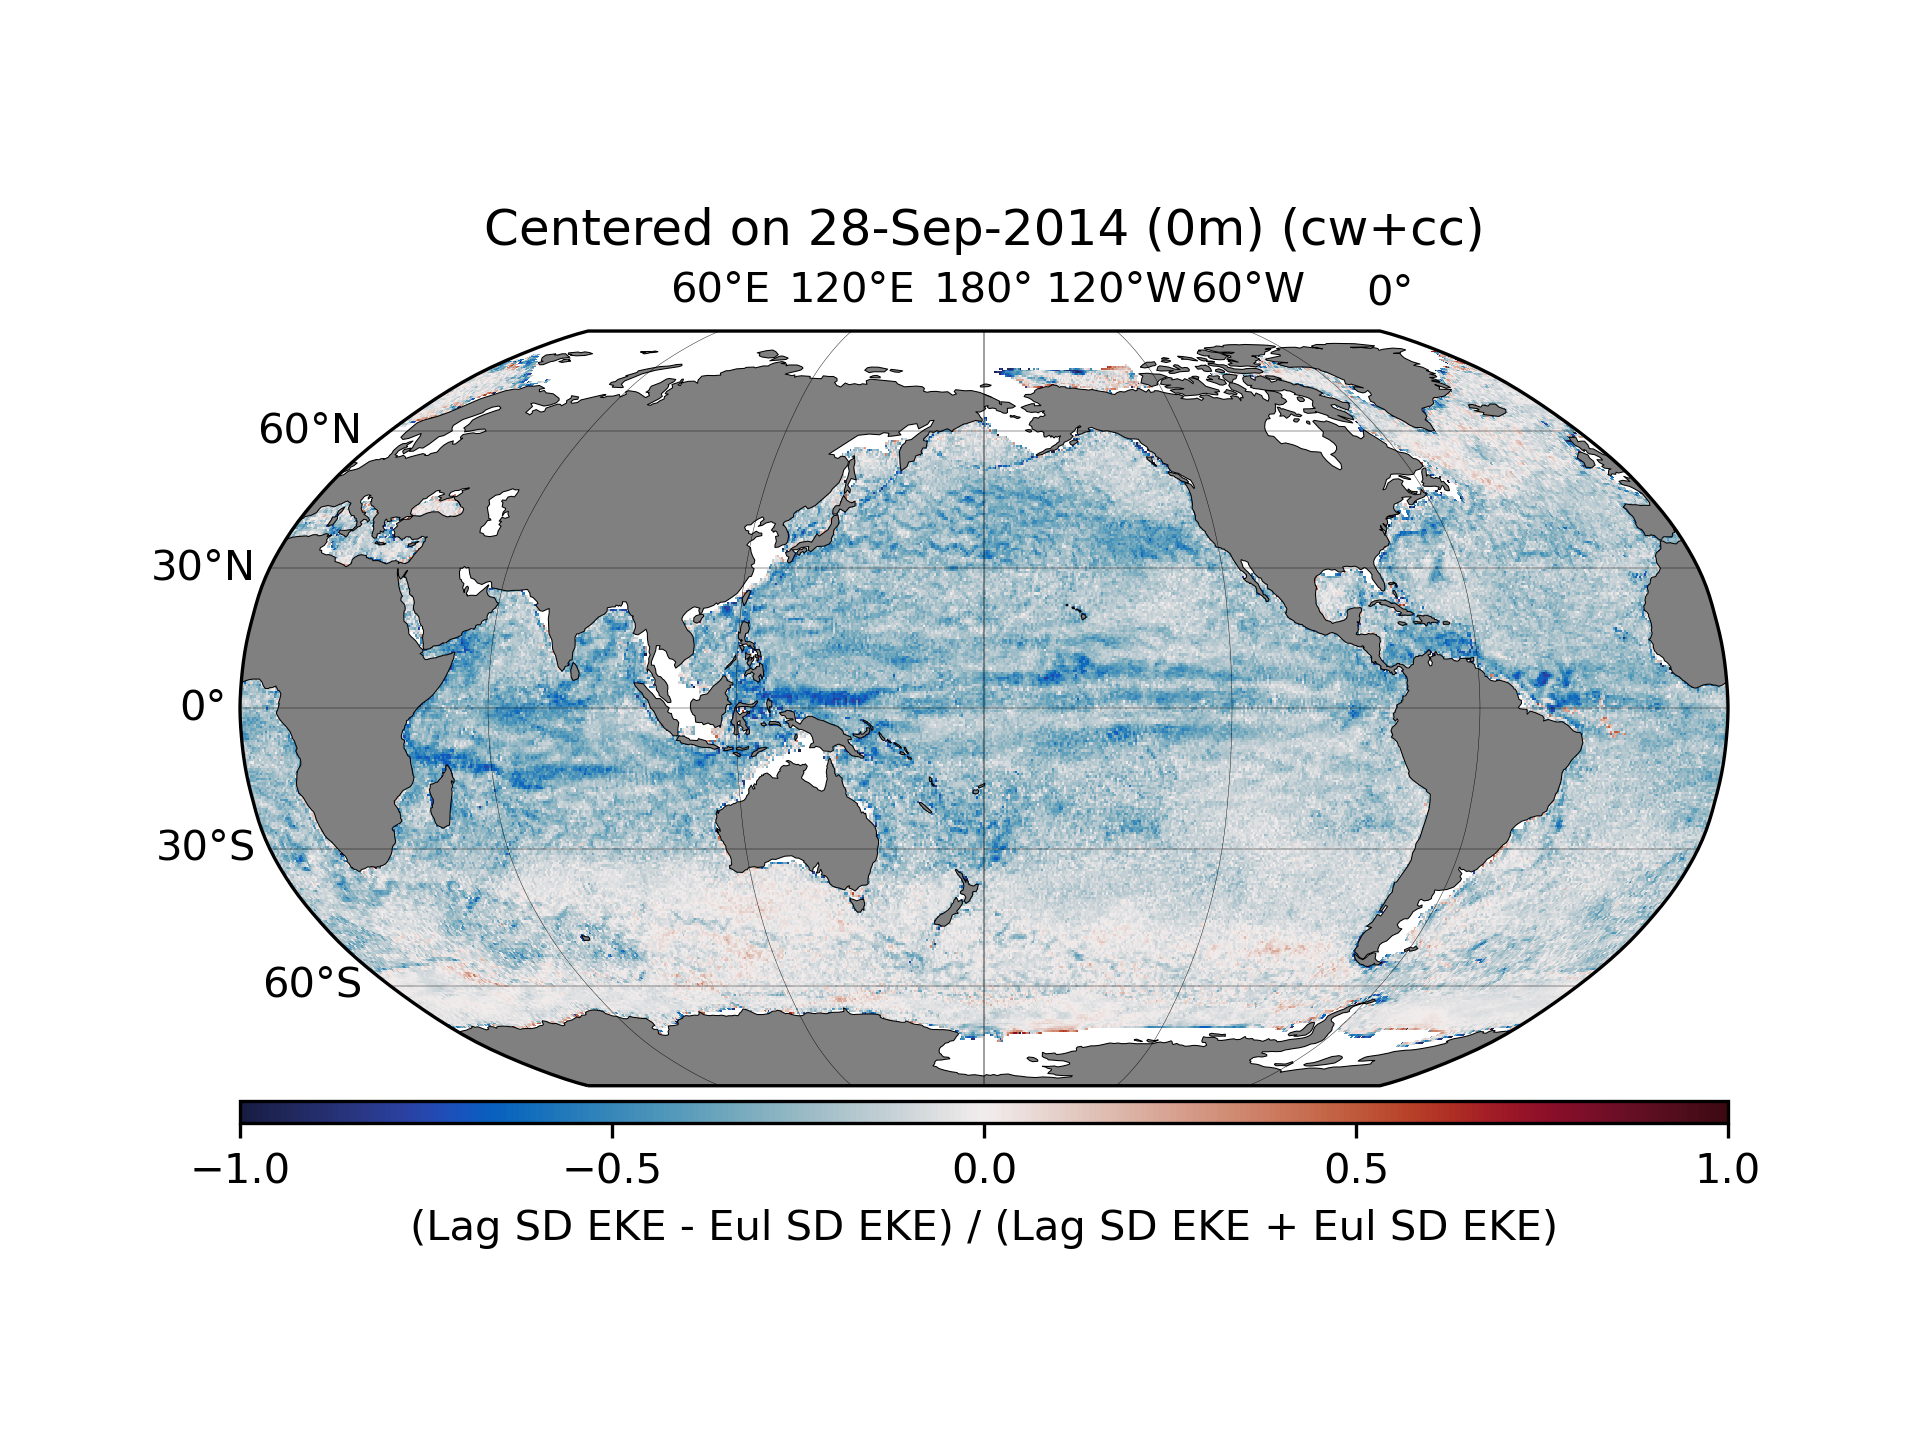 Centered on 28-Sep-2014 (0m) (cw+cc)
60°E 120°E 180° 120°W 60°W 0°
60°N
30°N
0°
30°S
60°S
−1.0 −0.5 0.0 0.5 1.0
(Lag SD EKE - Eul SD EKE) / (Lag SD EKE + Eul SD EKE)